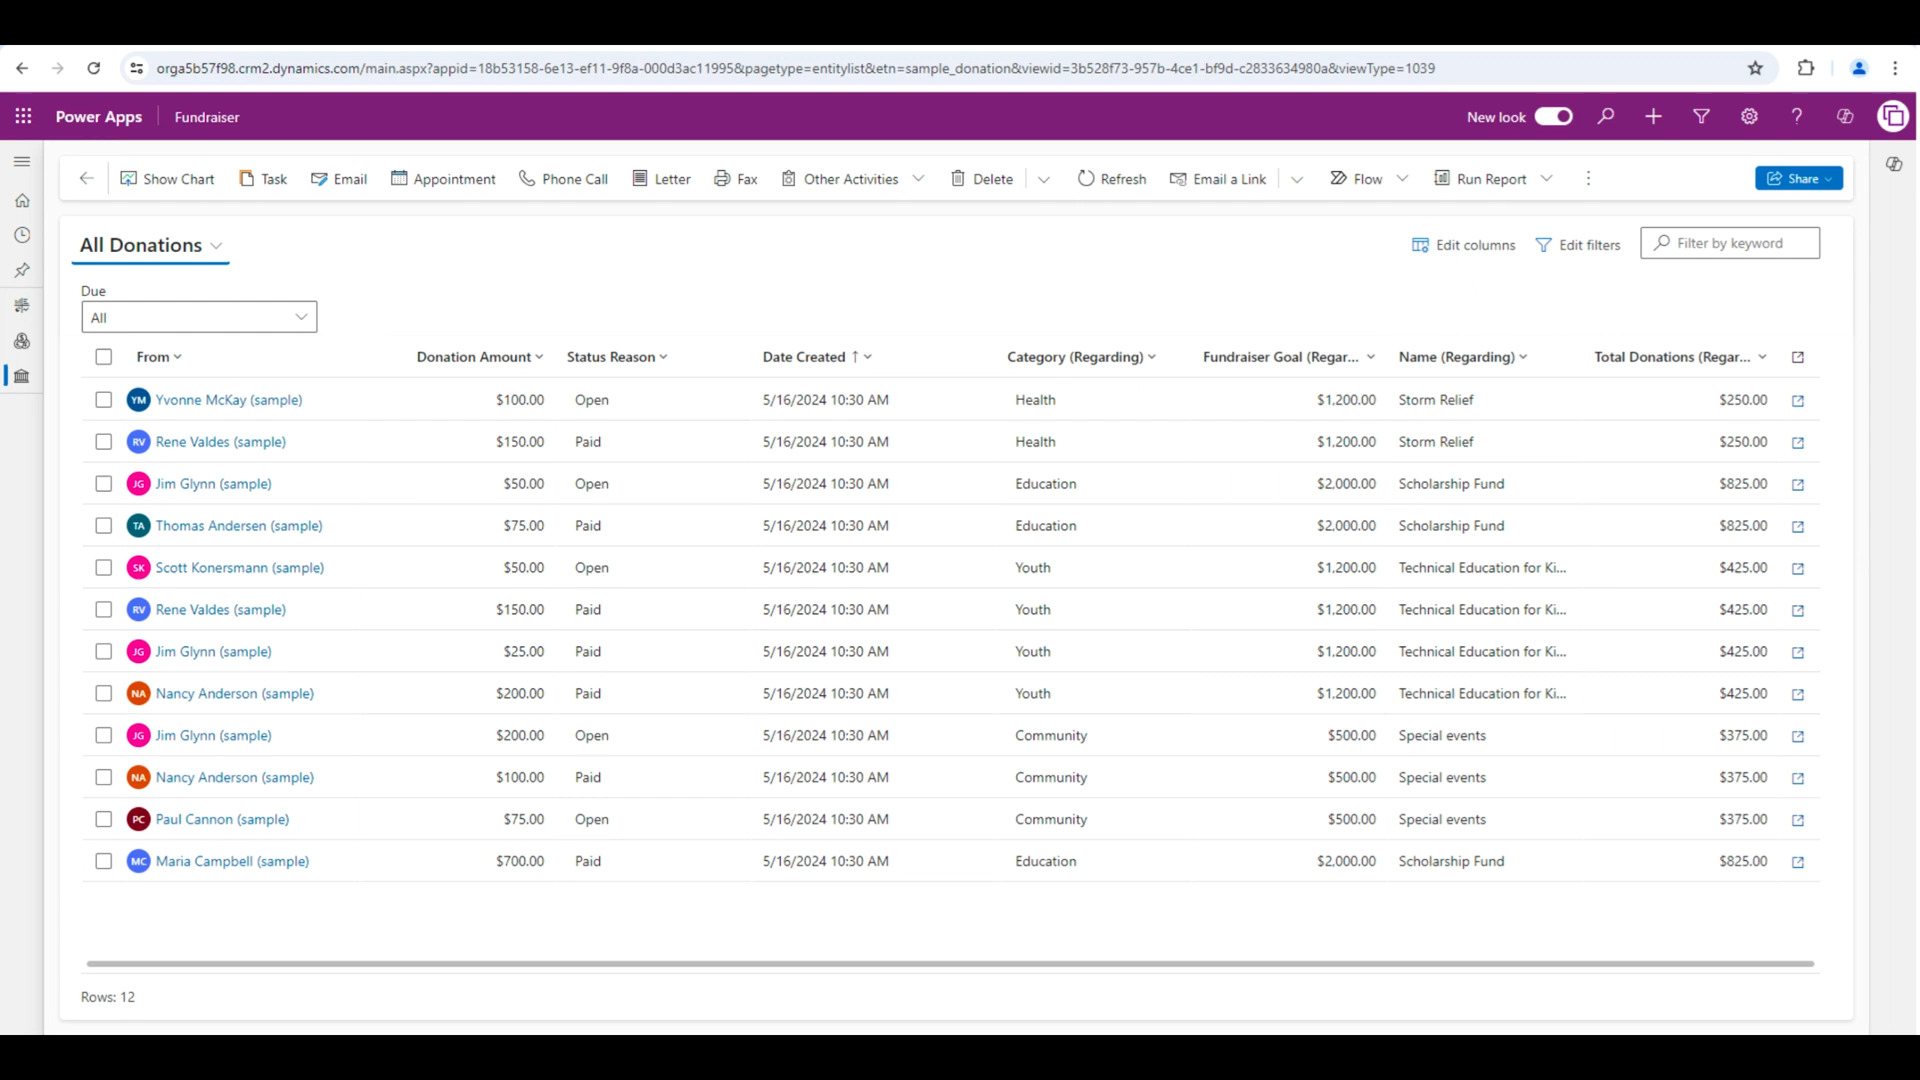 orga5b57f98.crm2.dynamics.com/main.aspx?appid=18b53158-6e13-ef11-9f8a-000d3ac11995&pagetype=entitylist&etn=sample_donation&viewid=3b528f73-957b-4ce1-bf9d-c2833634980a&viewType=1039
Power Apps Fundraiser New look
Show Chart Task Email Appointment Phone Call Letter Fax Other Activities Delete Refresh Email a Link Flow Run Report Share
All Donations Edit columns Edit filters Filter by keyword
Due
All
From Donation Amount Status Reason Date Created ↑ Category (Regarding) Fundraiser Goal (Regar... Name (Regarding) Total Donations (Regar...
YM Yvonne McKay (sample) $100.00 Open 5/16/2024 10:30 AM Health $1,200.00 Storm Relief $250.00
RV Rene Valdes (sample) $150.00 Paid 5/16/2024 10:30 AM Health $1,200.00 Storm Relief $250.00
JG Jim Glynn (sample) $50.00 Open 5/16/2024 10:30 AM Education $2,000.00 Scholarship Fund $825.00
TA Thomas Andersen (sample) $75.00 Paid 5/16/2024 10:30 AM Education $2,000.00 Scholarship Fund $825.00
SK Scott Konersmann (sample) $50.00 Open 5/16/2024 10:30 AM Youth $1,200.00 Technical Education for Ki... $425.00
RV Rene Valdes (sample) $150.00 Paid 5/16/2024 10:30 AM Youth $1,200.00 Technical Education for Ki... $425.00
JG Jim Glynn (sample) $25.00 Paid 5/16/2024 10:30 AM Youth $1,200.00 Technical Education for Ki... $425.00
NA Nancy Anderson (sample) $200.00 Paid 5/16/2024 10:30 AM Youth $1,200.00 Technical Education for Ki... $425.00
JG Jim Glynn (sample) $200.00 Open 5/16/2024 10:30 AM Community $500.00 Special events $375.00
NA Nancy Anderson (sample) $100.00 Paid 5/16/2024 10:30 AM Community $500.00 Special events $375.00
PC Paul Cannon (sample) $75.00 Open 5/16/2024 10:30 AM Community $500.00 Special events $375.00
MC Maria Campbell (sample) $700.00 Paid 5/16/2024 10:30 AM Education $2,000.00 Scholarship Fund $825.00
Rows: 12